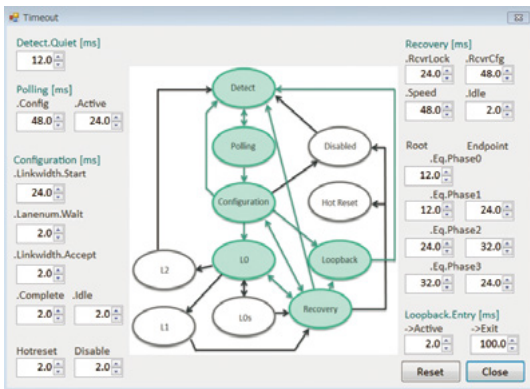 Timeout
Detect.Quiet [ms]
12.0
Polling [ms]
.Config .Active
48.0 24.0
Configuration [ms]
.Linkwidth.Start
24.0
.Lanenum.Wait
2.0
.Linkwidth.Accept
2.0
.Complete .Idle
2.0 2.0
Hotreset Disable
2.0 2.0
Detect
Polling
Disabled
Configuration
Hot Reset
L2
L0
Loopback
L1
L0s
Recovery
Recovery [ms]
.RcvrLock .RcvrCfg
24.0 48.0
.Speed .Idle
48.0 2.0
Root Endpoint
.Eq.Phase0
12.0
.Eq.Phase1
12.0 24.0
.Eq.Phase2
24.0 32.0
.Eq.Phase3
32.0 24.0
Loopback.Entry [ms]
->Active ->Exit
2.0 100.0
Reset Close